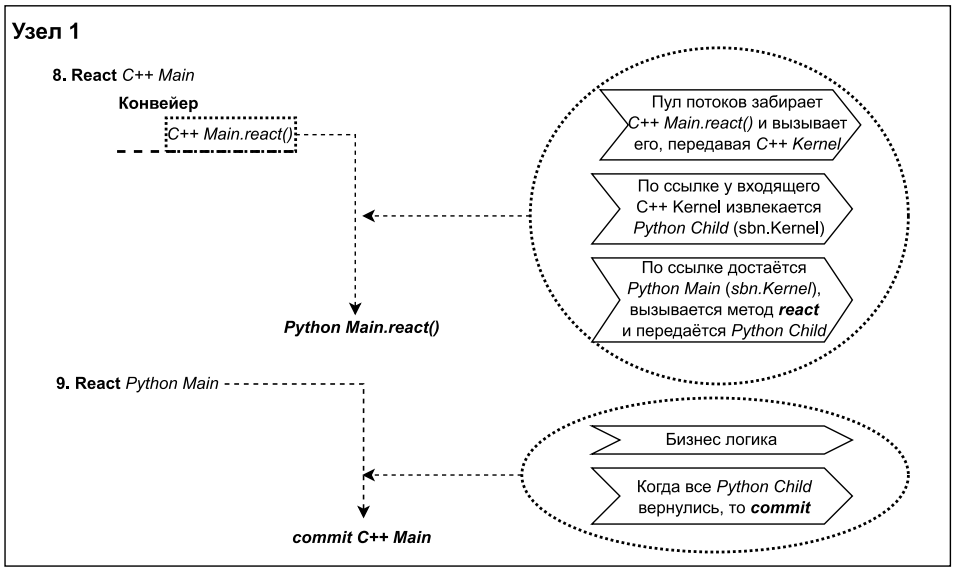 Узел 1
8. React C++ Main
Конвейер
C++ Main.react()
Пул потоков забирает
C++ Main.react() и вызывает
его, передавая C++ Kernel
По ссылке у входящего
C++ Kernel извлекается
Python Child (sbn.Kernel)
По ссылке достаётся
Python Main (sbn.Kernel),
вызывается метод react
и передаётся Python Child
Python Main.react()
9. React Python Main
Бизнес логика
Когда все Python Child
вернулись, то commit
commit C++ Main